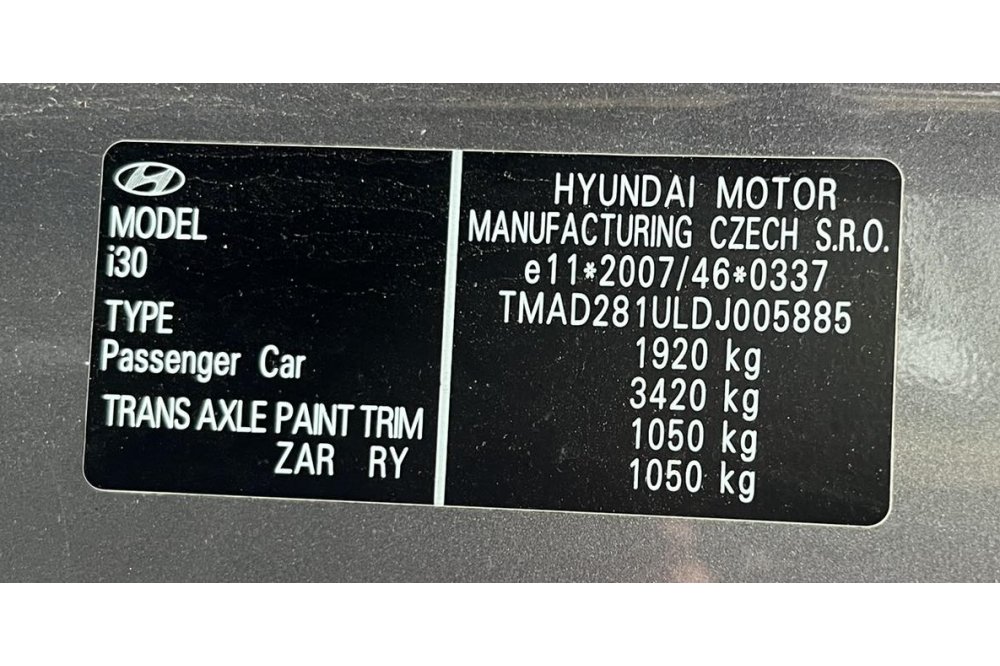 MODEL
i30
TYPE
Passenger Car
TRANS AXLE PAINT TRIM
ZAR RY
HYUNDAI MOTOR
MANUFACTURING CZECH S.R.O.
e11*2007/46*0337
TMAD281ULDJ005885
1920 kg
3420 kg
1050 kg
1050 kg